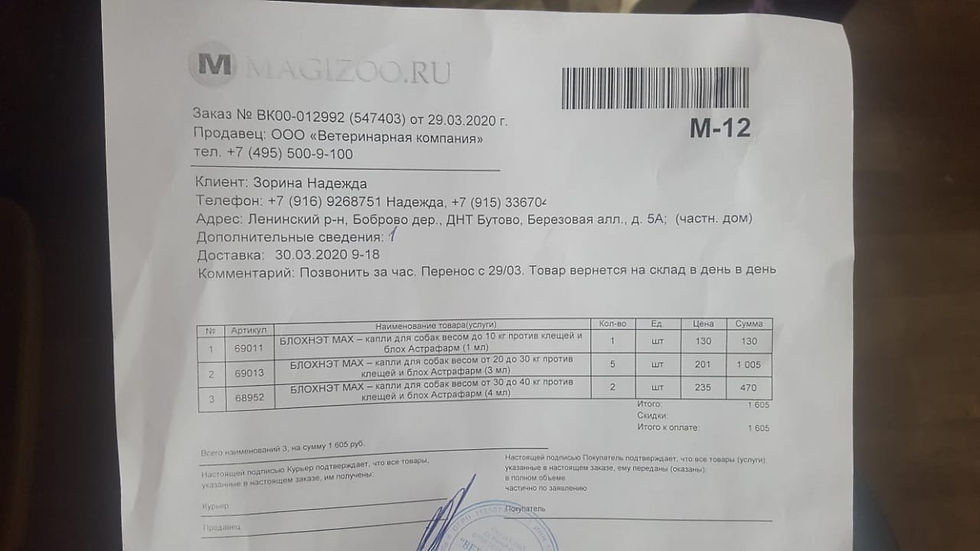 M MAGIZOO.RU
М-12
Заказ № ВК00-012992 (547403) от 29.03.2020 г.
Продавец: ООО «Ветеринарная компания»
тел. +7 (495) 500-9-100
Клиент: Зорина Надежда
Телефон: +7 (916) 9268751 Надежда, +7 (915) 33670
Адрес: Ленинский р-н, Боброво дер., ДНТ Бутово, Березовая алл., д. 5А; (частн. дом)
Дополнительные сведения: 1
Доставка: 30.03.2020 9-18
Комментарий: Позвонить за час. Перенос с 29/03. Товар вернется на склад в день в день
№ Артикул Наименование товара(услуги) Кол-во Ед. Цена Сумма
1 69011 БЛОХНЭТ МАХ – капли для собак весом до 10 кг против клещей и 1 шт 130 130
блох Астрафарм (1 мл)
2 69013 БЛОХНЭТ МАХ – капли для собак весом от 20 до 30 кг против 5 шт 201 1 005
клещей и блох Астрафарм (3 мл)
3 68952 БЛОХНЭТ МАХ – капли для собак весом от 30 до 40 кг против 2 шт 235 470
клещей и блох Астрафарм (4 мл)
Итого: 1 605
Скидки:
Итого к оплате: 1 605
Всего наименований 3, на сумму 1 605 руб.
Настоящей подписью Курьер подтверждает, что все товары,
указанные в настоящем заказе, им получены.
Курьер
Продавец
Настоящей подписью Покупатель подтверждает, что все товары (услуги)
указанные в настоящем заказе, ему переданы (оказаны):
в полном объеме
частично по заявлению
Покупатель